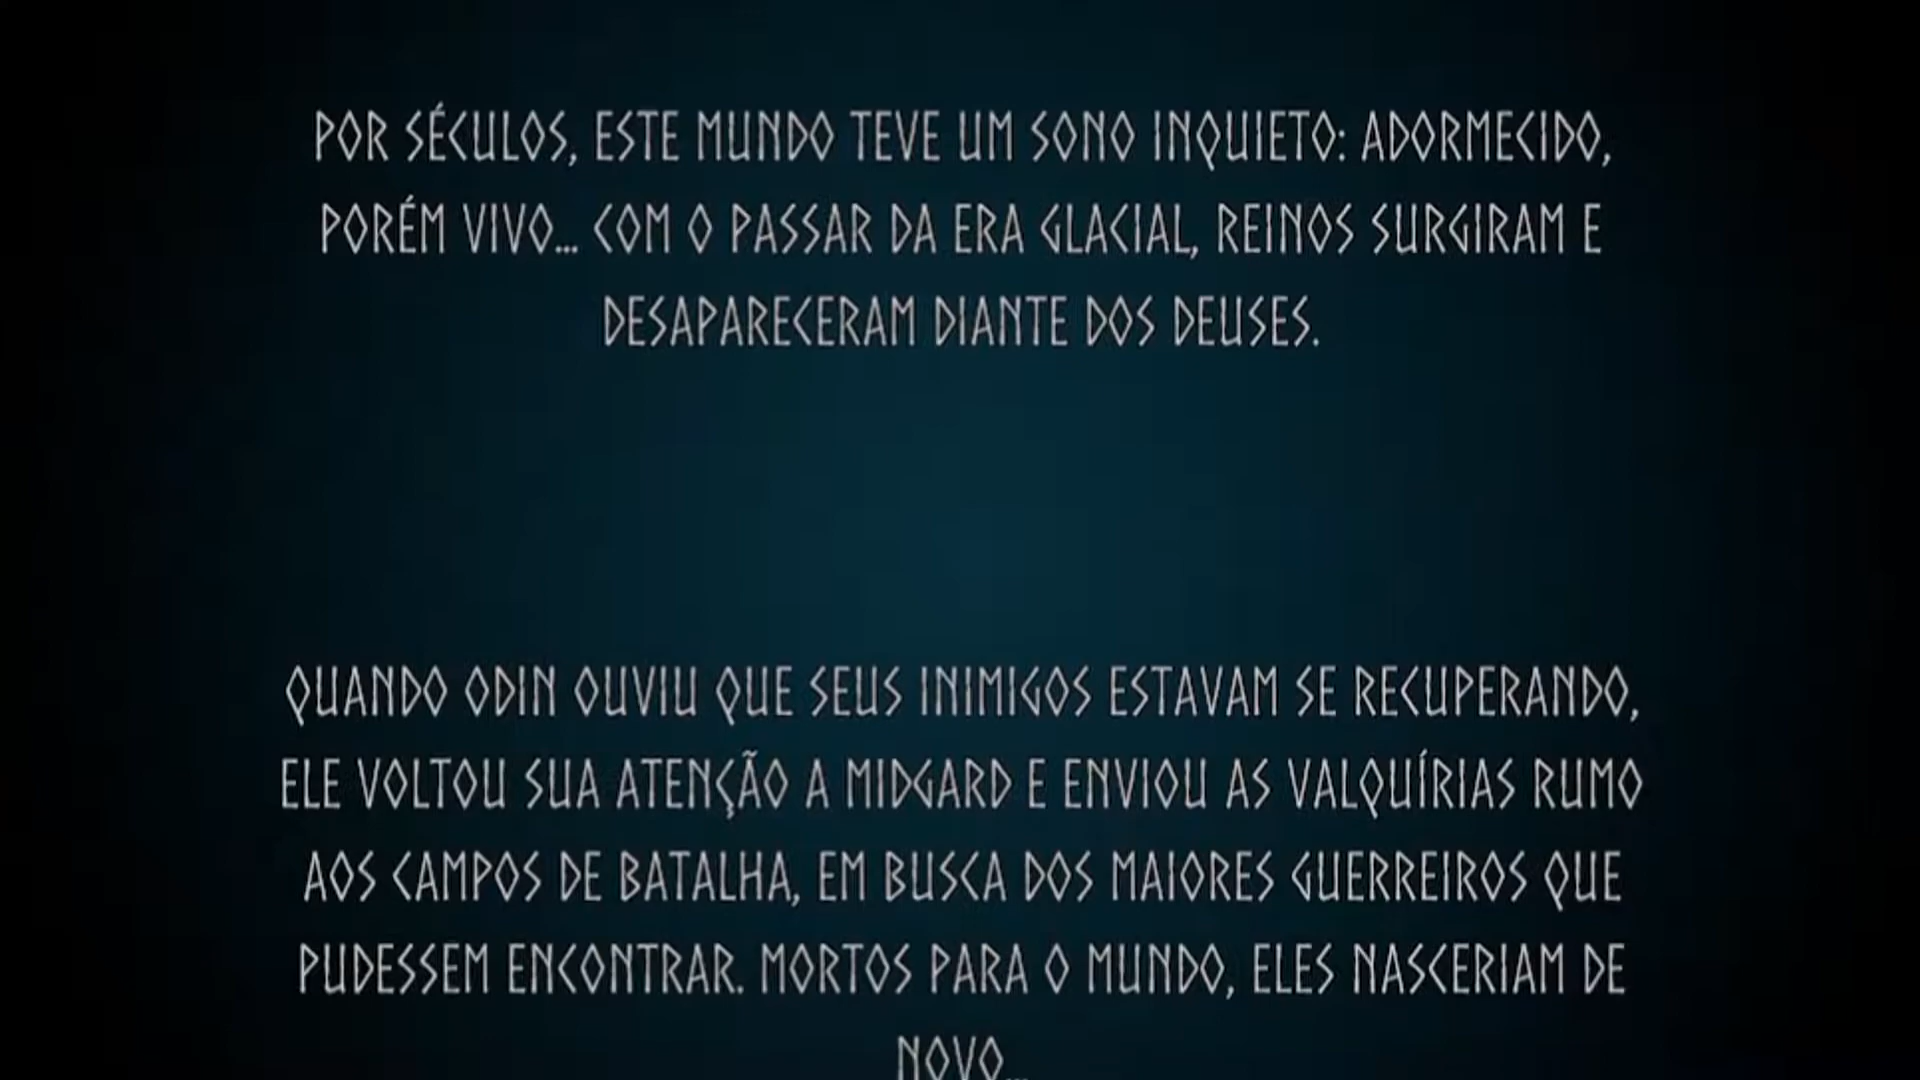 POR SÉCULOS, ESTE MUNDO TEVE UM SONO INQUIETO: ADORMECIDO,
PORÉM VIVO... COM O PASSAR DA ERA GLACIAL, REINOS SURGIRAM E
DESAPARECERAM DIANTE DOS DEUSES.
QUANDO ODIN OUVIU QUE SEUS INIMIGOS ESTAVAM SE RECUPERANDO,
ELE VOLTOU SUA ATENÇÃO A MIDGARD E ENVIOU AS VALQUÍRIAS RUMO
AOS CAMPOS DE BATALHA, EM BUSCA DOS MAIORES GUERREIROS QUE
PUDESSEM ENCONTRAR. MORTOS PARA O MUNDO, ELES NASCERIAM DE
NOVO...